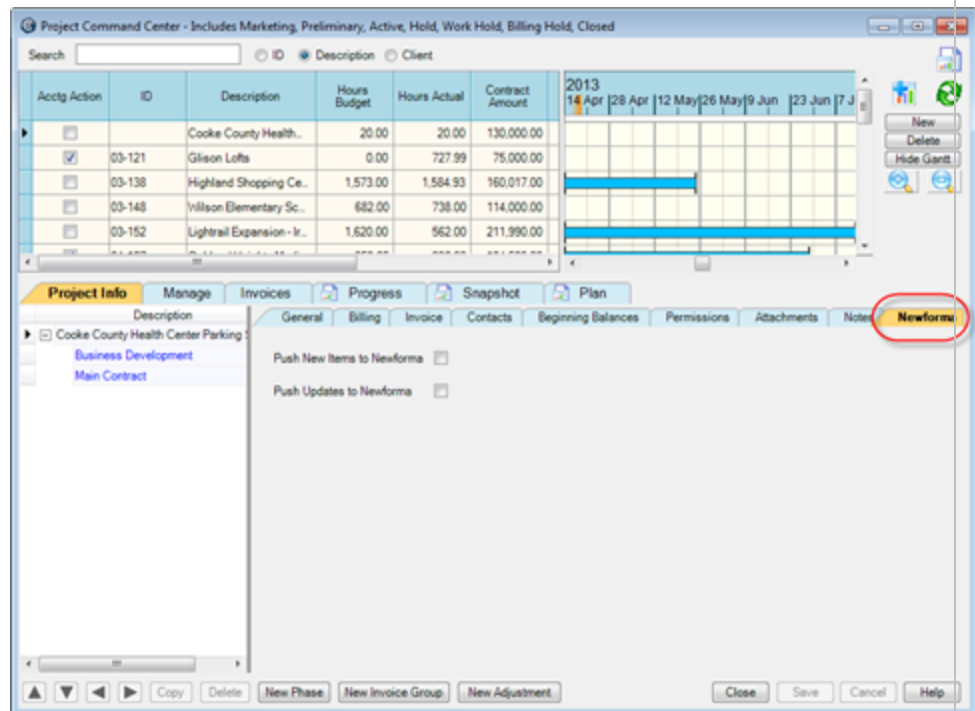 Project Command Center - Includes Marketing, Preliminary, Active, Hold, Work Hold, Billing Hold, Closed
Search ID Description Client
Acctg Action ID Description Hours Budget Hours Actual Contract Amount
2013
14 Apr 28 Apr 12 May 26 May 9 Jun 23 Jun 7 J
New
Delete
Hide Gantt
Cooke County Health.. 20.00 20.00 130,000.00
03-121 Glison Lofts 0.00 727.99 75,000.00
03-138 Highland Shopping Ce.. 1,573.00 1,584.93 160,017.00
03-148 Wilson Elementary Sc.. 682.00 738.00 114,000.00
03-152 Lightrail Expansion - Ir.. 1,620.00 562.00 211,990.00
Project Info Manage Invoices Progress Snapshot Plan
Description
General Billing Invoice Contacts Beginning Balances Permissions Attachments Notes Newforma
Cooke County Health Center Parking
Business Development
Main Contract
Push New Items to Newforma
Push Updates to Newforma
Copy Delete New Phase New Invoice Group New Adjustment Close Save Cancel Help